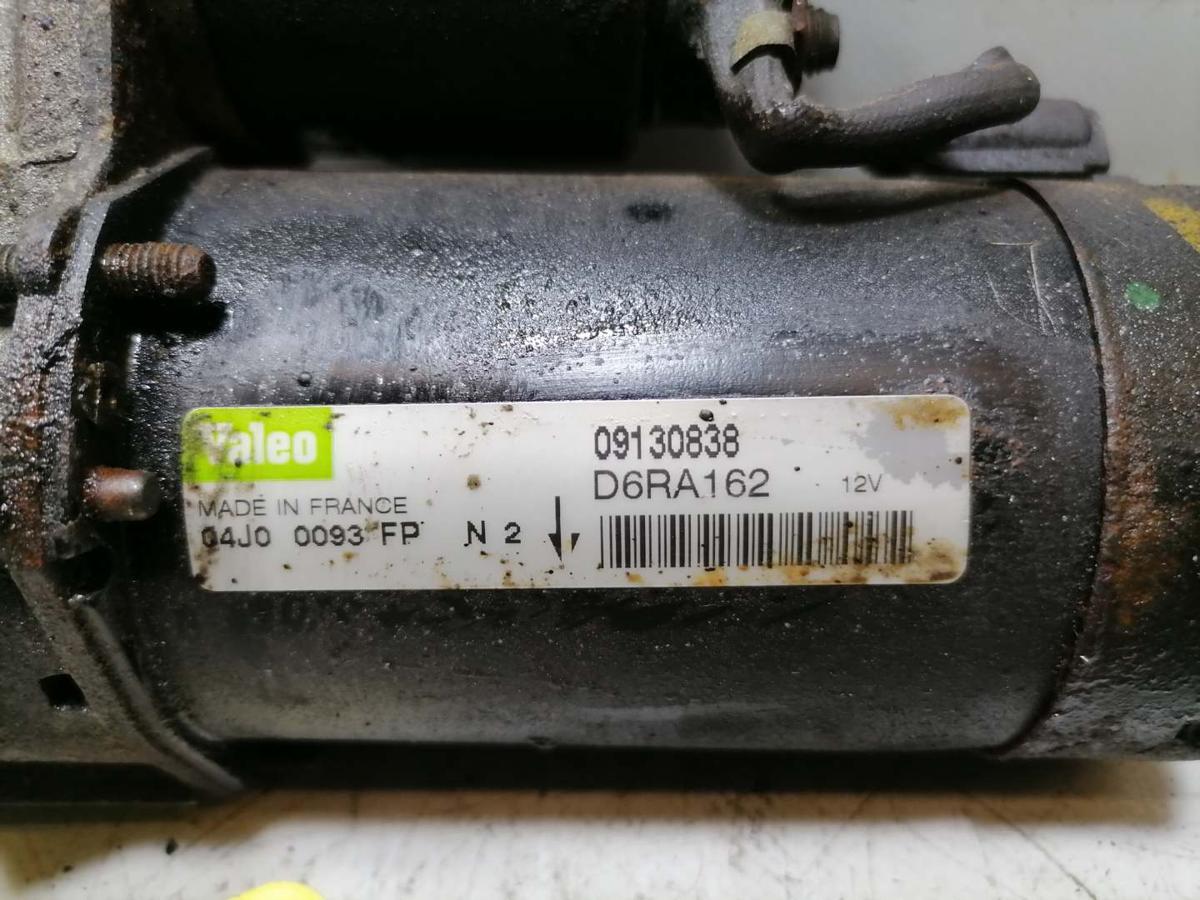 Valeo
09130838
D6RA162 12V
MADE IN FRANCE
04J0 0093 FP N 2